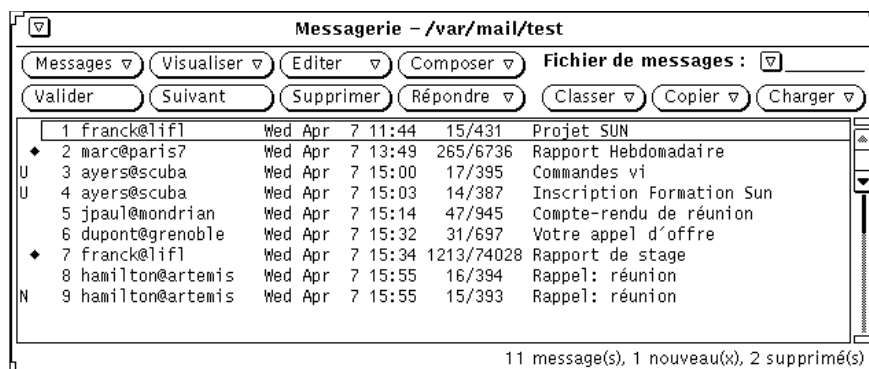 Messagerie – /var/mail/test
Messages Visualiser Editer Composer Fichier de messages :
Valider Suivant Supprimer Répondre Classer Copier Charger
1 franck@lifl Wed Apr 7 11:44 15/431 Projet SUN
2 marc@paris7 Wed Apr 7 13:49 265/6736 Rapport Hebdomadaire
U 3 ayers@scuba Wed Apr 7 15:00 17/395 Commandes vi
U 4 ayers@scuba Wed Apr 7 15:03 14/387 Inscription Formation Sun
5 jpaul@mondrian Wed Apr 7 15:14 47/945 Compte-rendu de réunion
6 dupont@grenoble Wed Apr 7 15:32 31/697 Votre appel d´offre
7 franck@lifl Wed Apr 7 15:34 1213/74028 Rapport de stage
8 hamilton@artemis Wed Apr 7 15:55 16/394 Rappel: réunion
N 9 hamilton@artemis Wed Apr 7 15:55 15/393 Rappel: réunion
11 message(s), 1 nouveau(x), 2 supprimé(s)